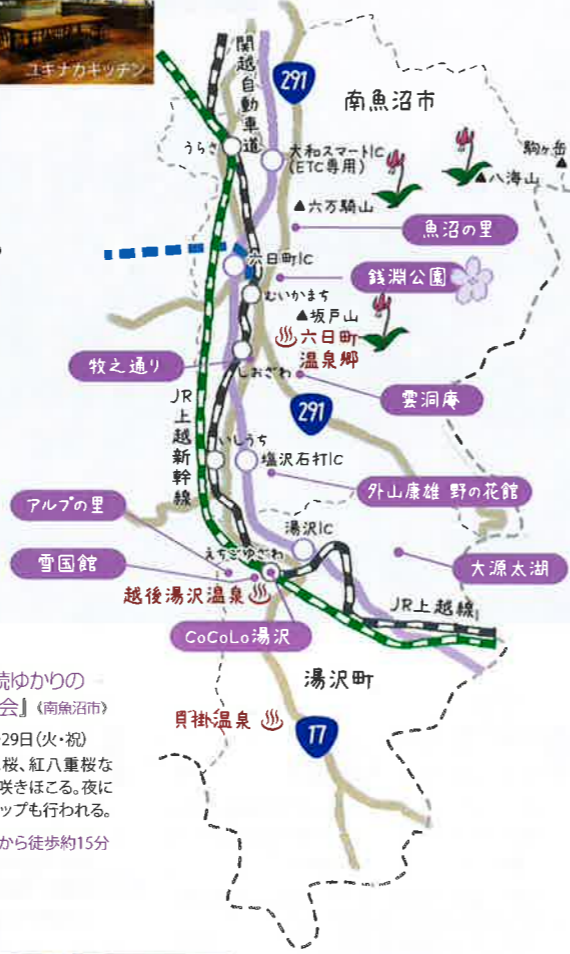 ユキナカキッチン
関越自動車道
291
南魚沼市
うらさ
大和スマートIC
(ETC専用)
駒ヶ岳
▲八海山
▲六万騎山
魚沼の里
六日町IC
銭淵公園
むいかまち
▲坂戸山
六日町
温泉郷
牧之通り
しおざわ
雲洞庵
JR上越新幹線
291
いしうち
塩沢石打IC
外山康雄 野の花館
アルプの里
湯沢IC
えちごゆざわ
雪国館
大源太湖
越後湯沢温泉
JR上越線
CoCoLo湯沢
湯沢町
貝掛温泉
17
続ゆかりの
会』《南魚沼市》
29日(火・祝)
桜、紅八重桜な
咲きほこる。夜に
ップも行われる。
から徒歩約15分